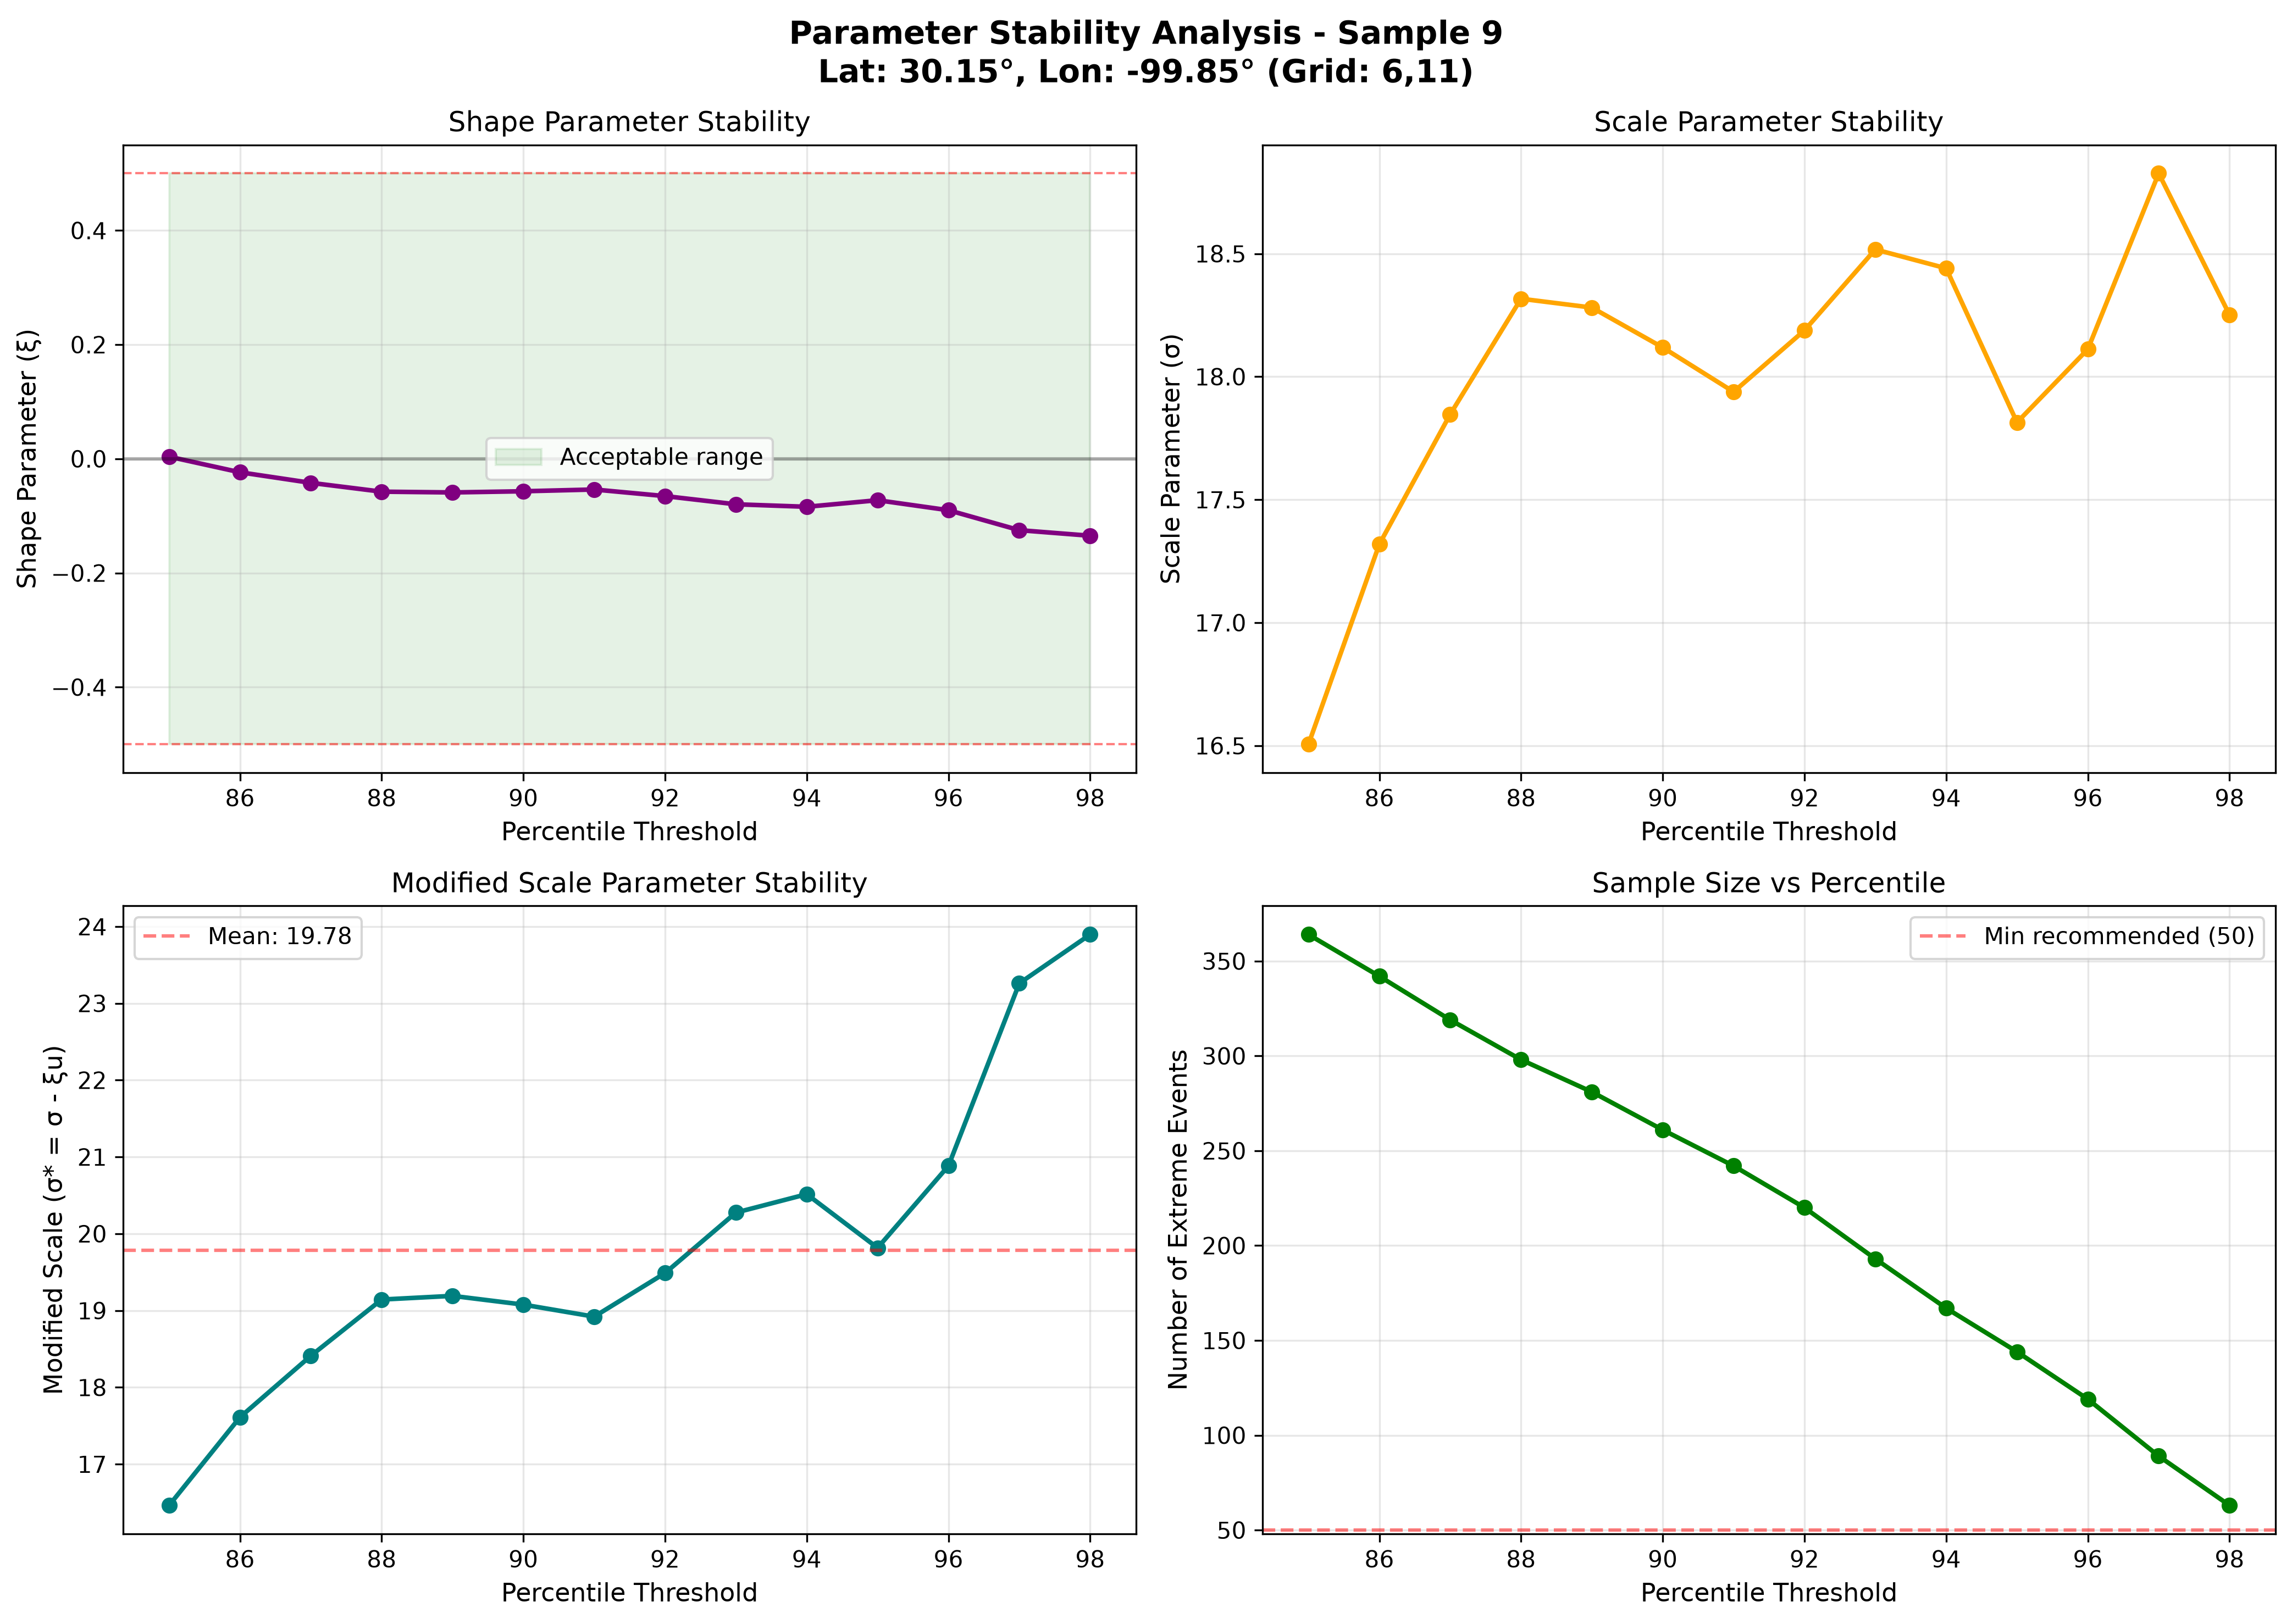 Parameter Stability Analysis - Sample 9
Lat: 30.15°, Lon: -99.85° (Grid: 6,11)
Shape Parameter Stability
Shape Parameter (ξ)
0.4
0.2
0.0
−0.2
−0.4
Acceptable range
86 88 90 92 94 96 98
Percentile Threshold
Scale Parameter Stability
Scale Parameter (σ)
18.5
18.0
17.5
17.0
16.5
86 88 90 92 94 96 98
Percentile Threshold
Modified Scale Parameter Stability
Modified Scale (σ* = σ - ξu)
24
23
22
21
20
19
18
17
Mean: 19.78
86 88 90 92 94 96 98
Percentile Threshold
Sample Size vs Percentile
Number of Extreme Events
350
300
250
200
150
100
50
Min recommended (50)
86 88 90 92 94 96 98
Percentile Threshold